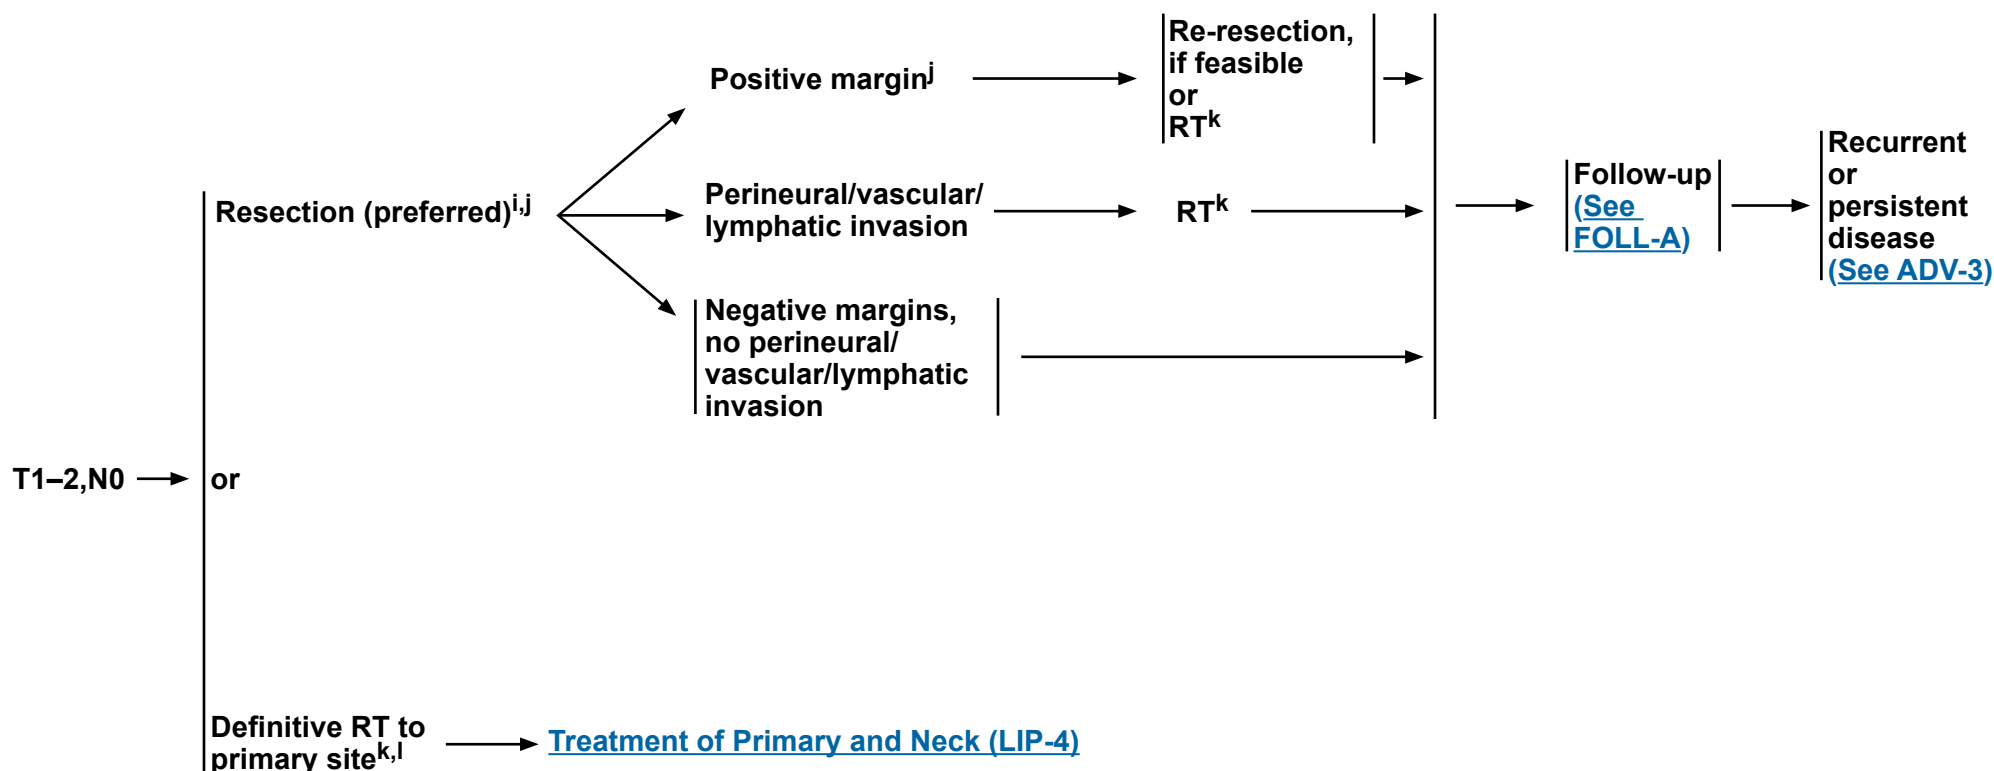 T1–2,N0
Resection (preferred)i,j
or
Definitive RT to
primary sitek,l
Positive marginj
Perineural/vascular/
lymphatic invasion
Negative margins,
no perineural/
vascular/lymphatic
invasion
Re-resection,
if feasible
or
RTk
RTk
Follow-up
(See
FOLL-A)
Recurrent
or
persistent
disease
(See ADV-3)
Treatment of Primary and Neck (LIP-4)